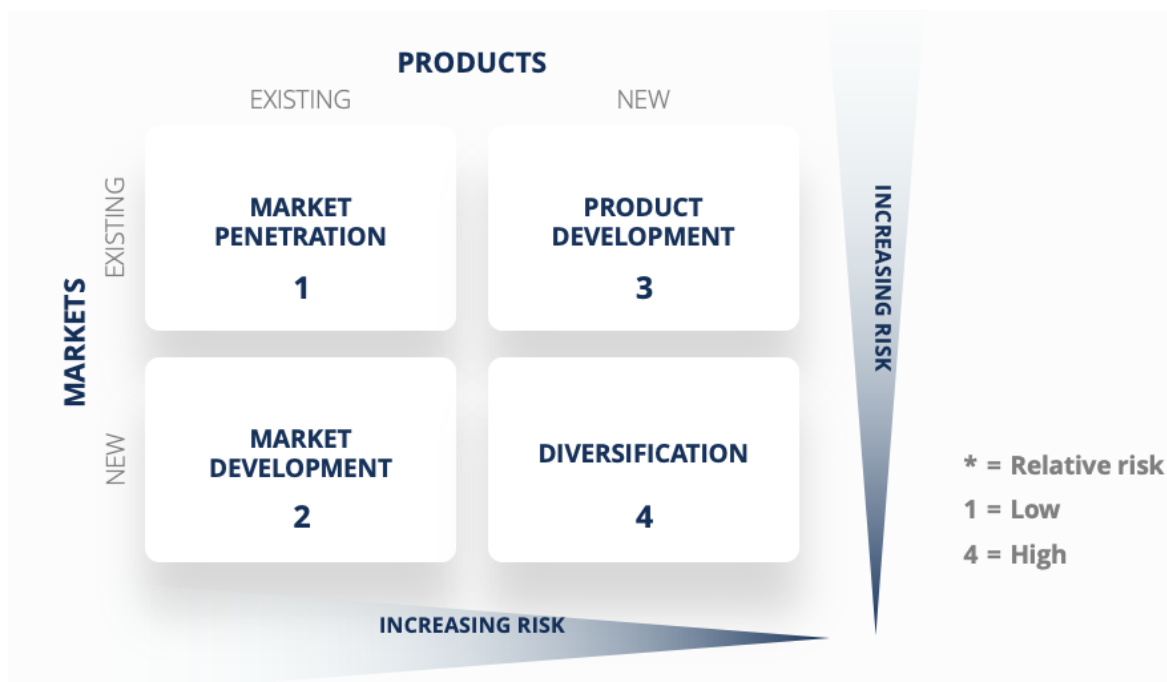 PRODUCTS
EXISTING
NEW
MARKETS
EXISTING
MARKET
PENETRATION
1
PRODUCT
DEVELOPMENT
3
NEW
MARKET
DEVELOPMENT
2
DIVERSIFICATION
4
INCREASING RISK
INCREASING RISK
* = Relative risk
1 = Low
4 = High